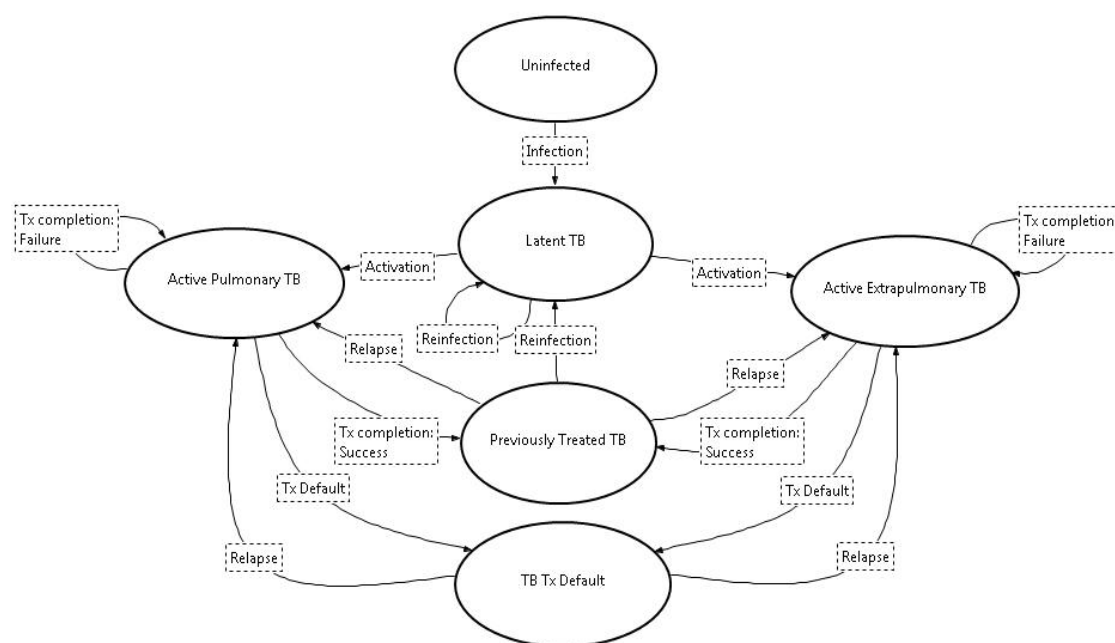 Uninfected
Infection
Tx completion:
Failure
Latent TB
Tx completion:
Failure
Activation
Activation
Active Pulmonary TB
Active Extrapulmonary TB
Reinfection
Reinfection
Relapse
Relapse
Tx completion:
Success
Previously Treated TB
Tx completion:
Success
Tx Default
Tx Default
Relapse
Relapse
TB Tx Default